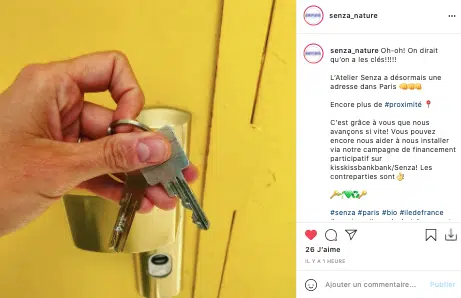 senza_nature
senza_nature Oh-oh! On dirait
qu'on a les clés!!!!!
L'Atelier Senza a désormais une
adresse dans Paris 👊👊👊
Encore plus de #proximité 📍
C'est grâce à vous que nous
avançons si vite! Vous pouvez
encore nous aider à nous installer
via notre campagne de financement
participatif sur
kisskissbankbank/Senza! Les
contreparties sont 👌
#senza #paris #bio #iledefrance
26 J'aime
IL Y A 1 HEURE
Ajouter un commentaire... Publier